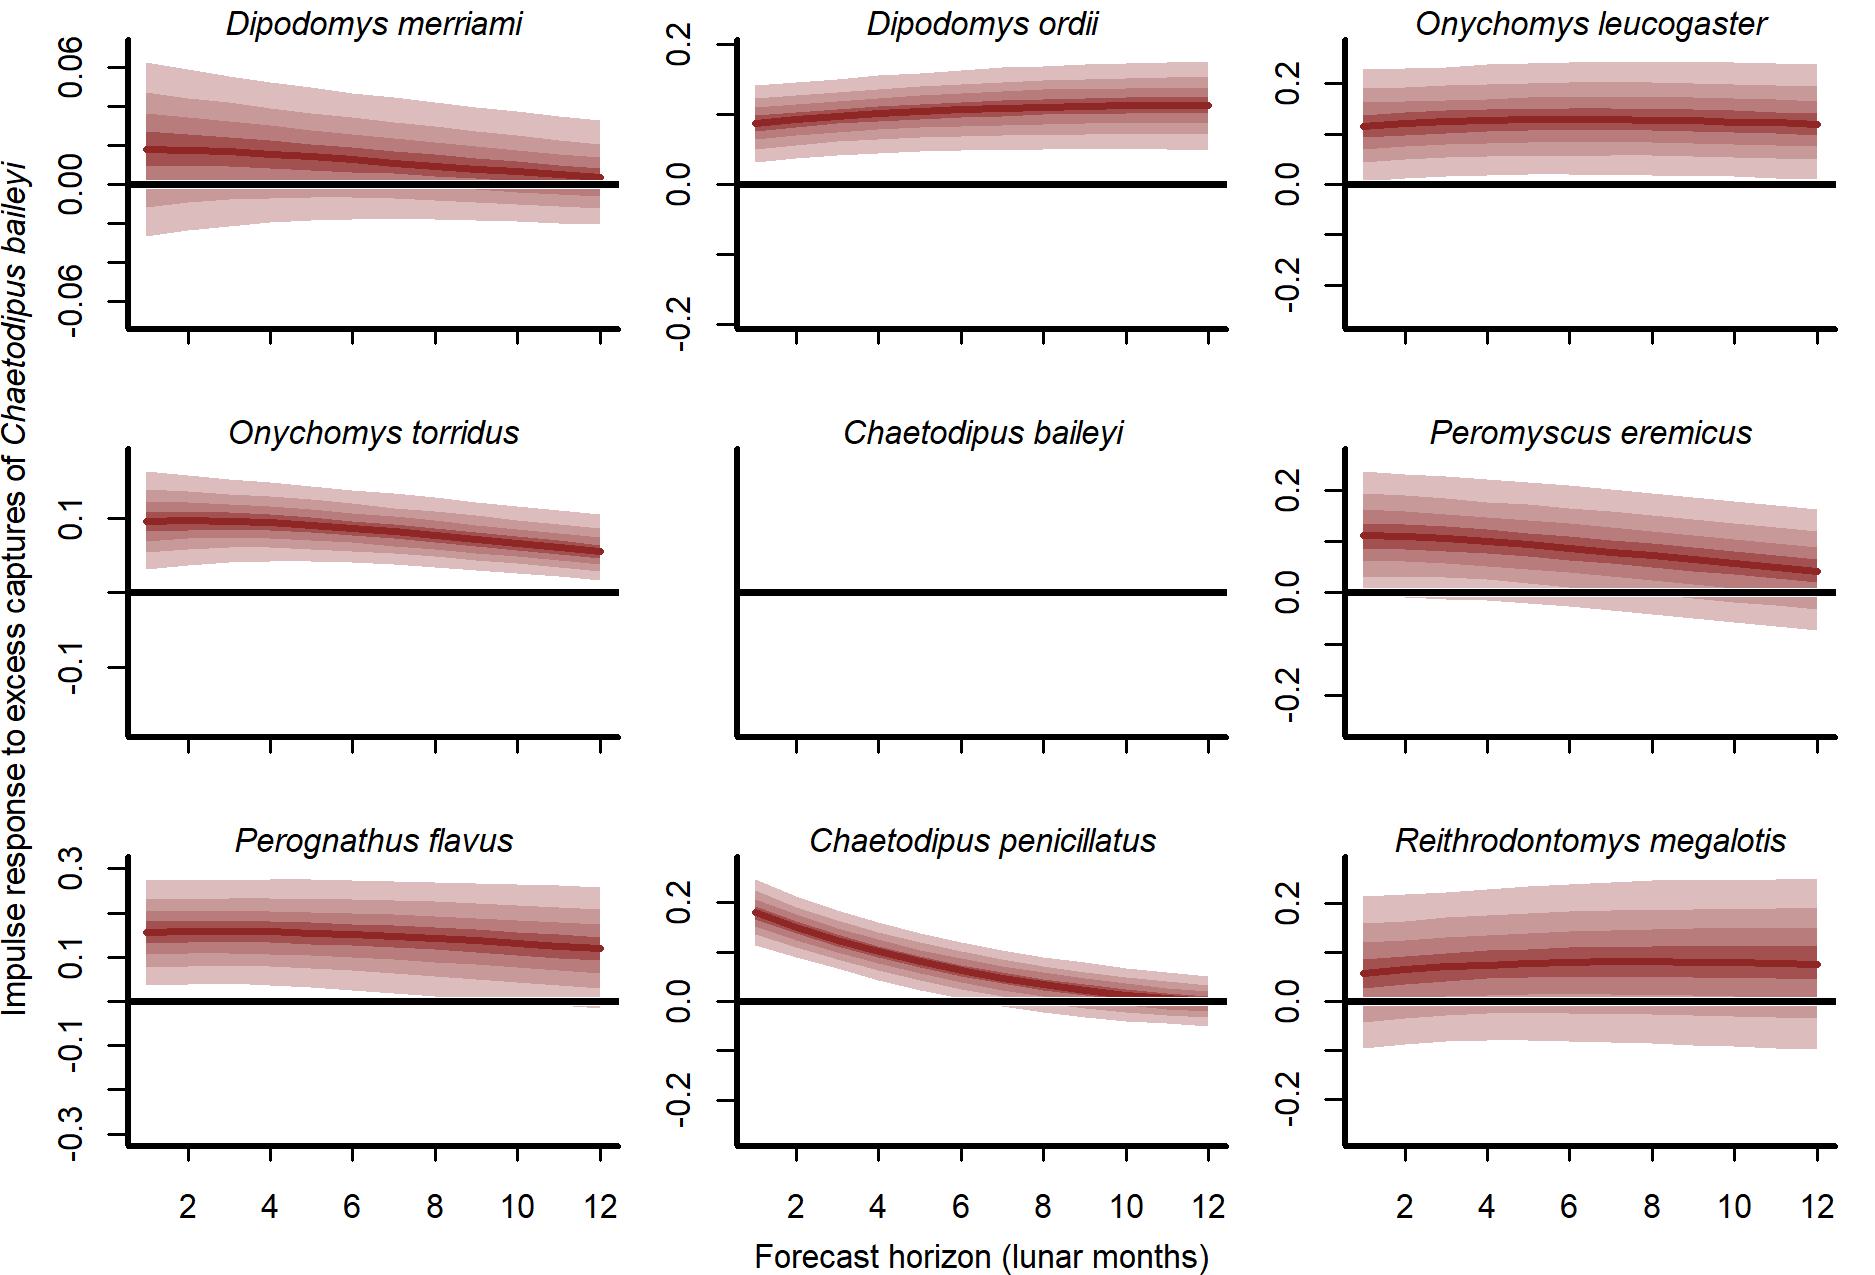 Impulse response to excess captures of Chaetodipus baileyi
Dipodomys merriami
0.06
0.00
-0.06
Dipodomys ordii
0.2
0.0
-0.2
Onychomys leucogaster
0.2
0.0
-0.2
Onychomys torridus
0.1
-0.1
Chaetodipus baileyi
Peromyscus eremicus
0.2
0.0
-0.2
Perognathus flavus
0.3
0.1
-0.1
-0.3
2 4 6 8 10 12
Chaetodipus penicillatus
0.2
0.0
-0.2
2 4 6 8 10 12
Reithrodontomys megalotis
0.2
0.0
-0.2
2 4 6 8 10 12
Forecast horizon (lunar months)